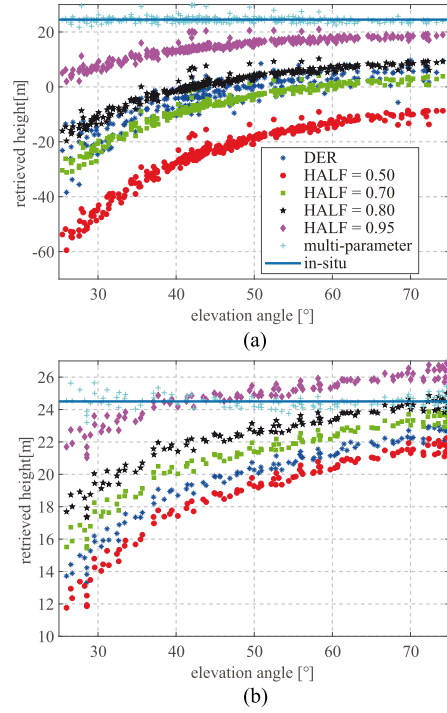 retrieved height[m]
20
0
-20
-40
-60
30
40
50
60
70
DER
HALF = 0.50
HALF = 0.70
HALF = 0.80
HALF = 0.95
multi-parameter
in-situ
elevation angle [°]
(a)
retrieved height[m]
26
24
22
20
18
16
14
12
10
30
40
50
60
70
elevation angle [°]
(b)